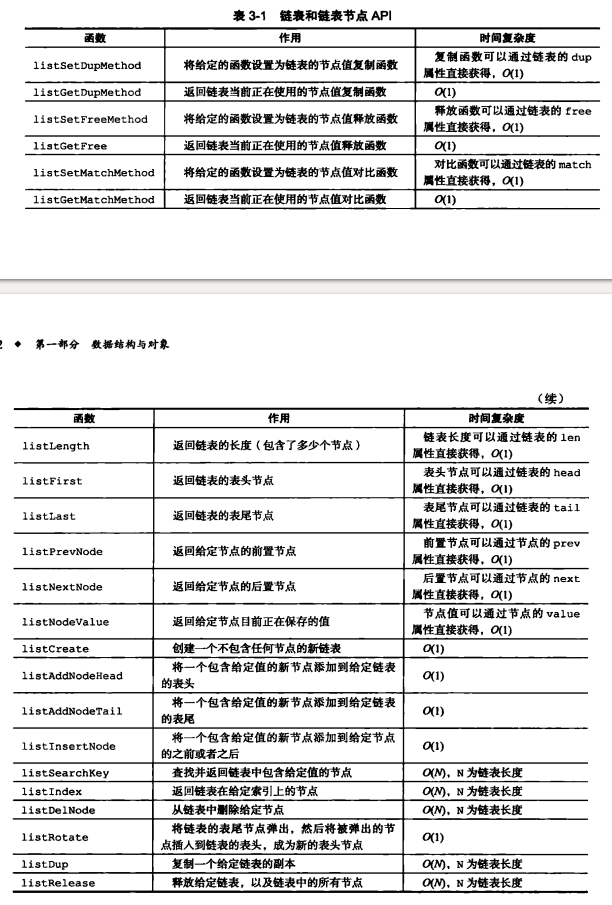 表 3-1 链表和链表节点 API
函数 作用 时间复杂度
listSetDupMethod 将给定的函数设置为链表的节点值复制函数 复制函数可以通过链表的 dup
属性直接获得，O(1)
listGetDupMethod 返回链表当前正在使用的节点值复制函数 O(1)
listSetFreeMethod 将给定的函数设置为链表的节点值释放函数 释放函数可以通过链表的 free
属性直接获得，O(1)
listGetFree 返回链表当前正在使用的节点值释放函数 O(1)
listSetMatchMethod 将给定的函数设置为链表的节点值对比函数 对比函数可以通过链表的 match
属性直接获得，O(1)
listGetMatchMethod 返回链表当前正在使用的节点值对比函数 O(1)
2 ◆ 第一部分 数据结构与对象
（续）
函数 作用 时间复杂度
listLength 返回链表的长度（包含了多少个节点） 链表长度可以通过链表的 len
属性直接获得，O(1)
listFirst 返回链表的表头节点 表头节点可以通过链表的 head
属性直接获得，O(1)
listLast 返回链表的表尾节点 表尾节点可以通过链表的 tail
属性直接获得，O(1)
listPrevNode 返回给定节点的前置节点 前置节点可以通过节点的 prev
属性直接获得，O(1)
listNextNode 返回给定节点的后置节点 后置节点可以通过节点的 next
属性直接获得，O(1)
listNodeValue 返回给定节点目前正在保存的值 节点值可以通过节点的 value
属性直接获得，O(1)
listCreate 创建一个不包含任何节点的新链表 O(1)
listAddNodeHead 将一个包含给定值的新节点添加到给定链表
的表头 O(1)
listAddNodeTail 将一个包含给定值的新节点添加到给定链表
的表尾 O(1)
listInsertNode 将一个包含给定值的新节点添加到给定节点
的之前或者之后 O(1)
listSearchKey 查找并返回链表中包含给定值的节点 O(N)，N 为链表长度
listIndex 返回链表在给定索引上的节点 O(N)，N 为链表长度
listDelNode 从链表中删除给定节点 O(N)，N 为链表长度
listRotate 将链表的表尾节点弹出，然后将被弹出的节
点插入到链表的表头，成为新的表头节点 O(1)
listDup 复制一个给定链表的副本 O(N)，N 为链表长度
listRelease 释放给定链表，以及链表中的所有节点 O(N)，N 为链表长度